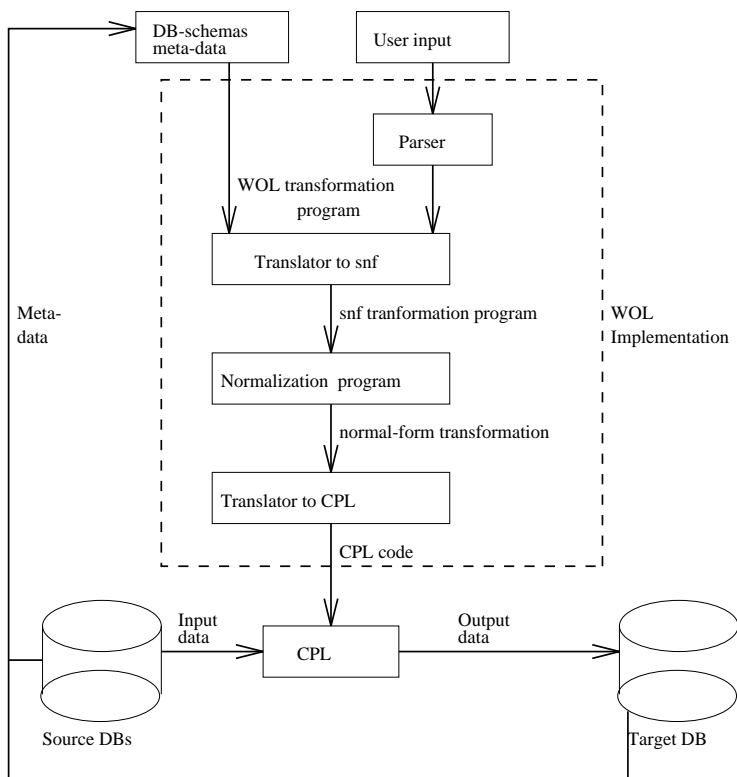 DB-schemas
meta-data
User input
Parser
WOL transformation
program
Translator to snf
snf tranformation program
Meta-
data
WOL
Implementation
Normalization program
normal-form transformation
Translator to CPL
CPL code
Input
data
Output
data
CPL
Source DBs
Target DB